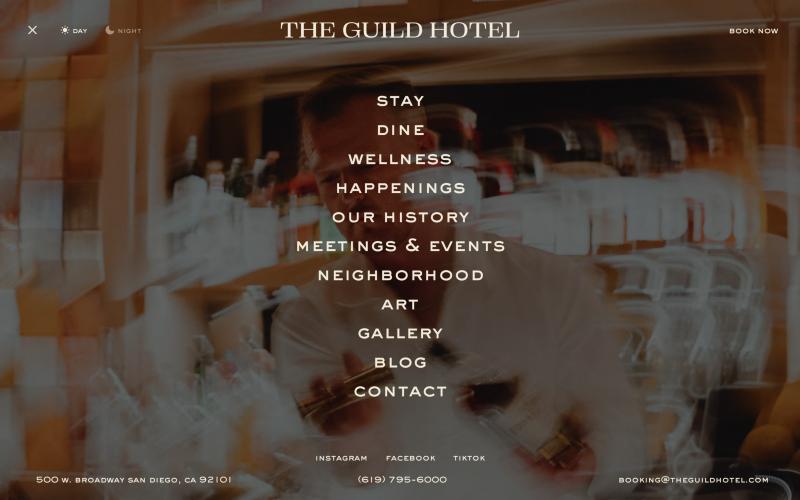 DAY
NIGHT
THE GUILD HOTEL
BOOK NOW
STAY
DINE
WELLNESS
HAPPENINGS
OUR HISTORY
MEETINGS & EVENTS
NEIGHBORHOOD
ART
GALLERY
BLOG
CONTACT
INSTAGRAM
FACEBOOK
TIKTOK
500 W. BROADWAY SAN DIEGO, CA 92101
(619) 795-6000
BOOKING@THEGUILDHOTEL.COM